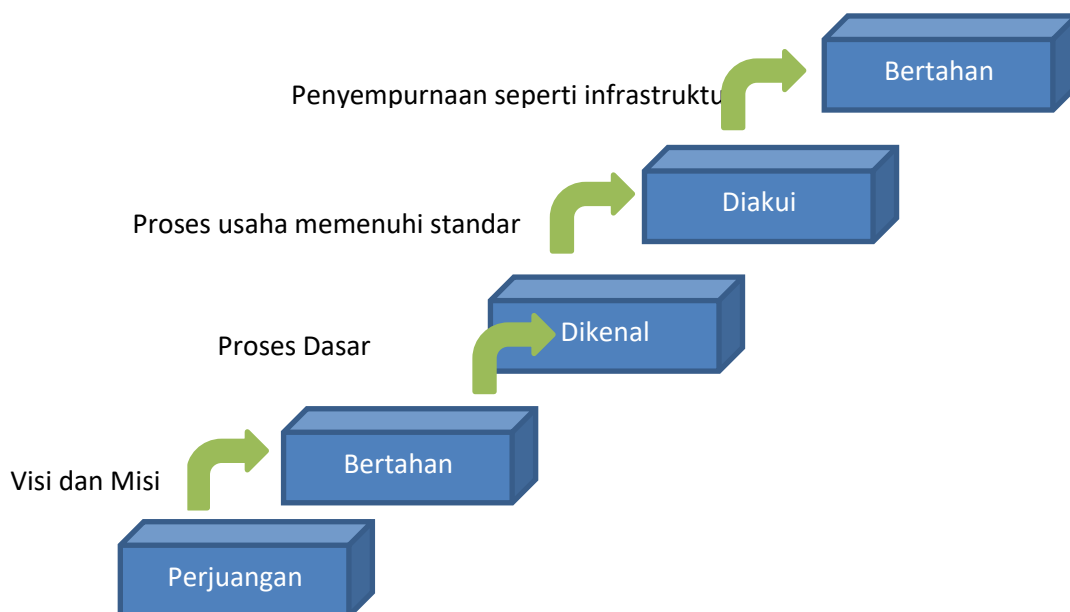 Bertahan
Penyempurnaan seperti infrastruktu
Diakui
Proses usaha memenuhi standar
Dikenal
Proses Dasar
Bertahan
Visi dan Misi
Perjuangan